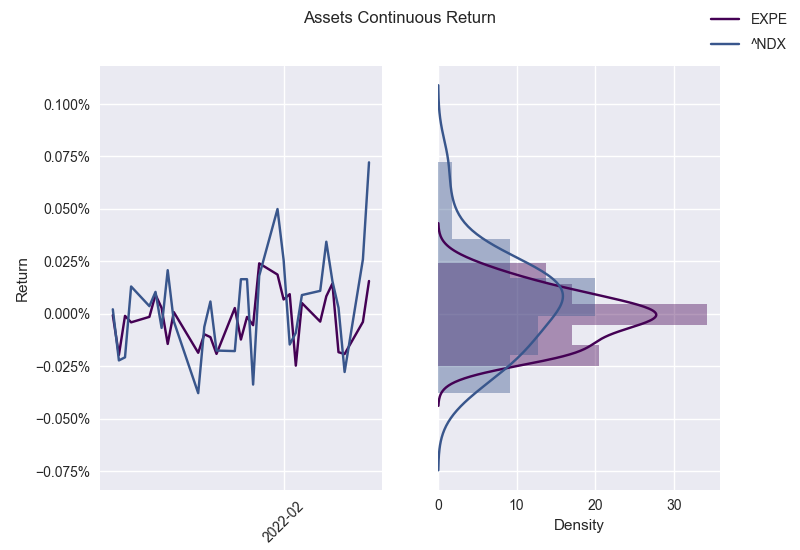 Assets Continuous Return
EXPE
^NDX
0.100%
0.075%
0.050%
0.025%
0.000%
−0.025%
−0.050%
−0.075%
Return
2022-02
0
10
20
30
Density